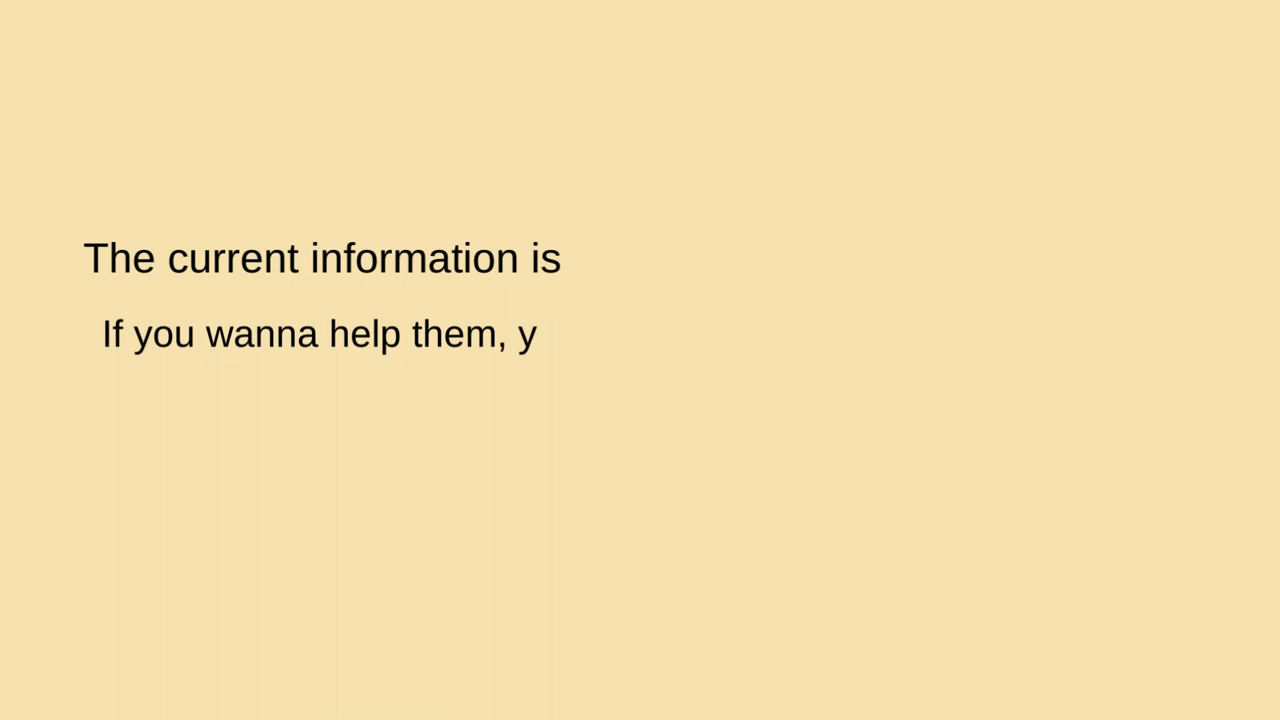 The current information is
If you wanna help them, y